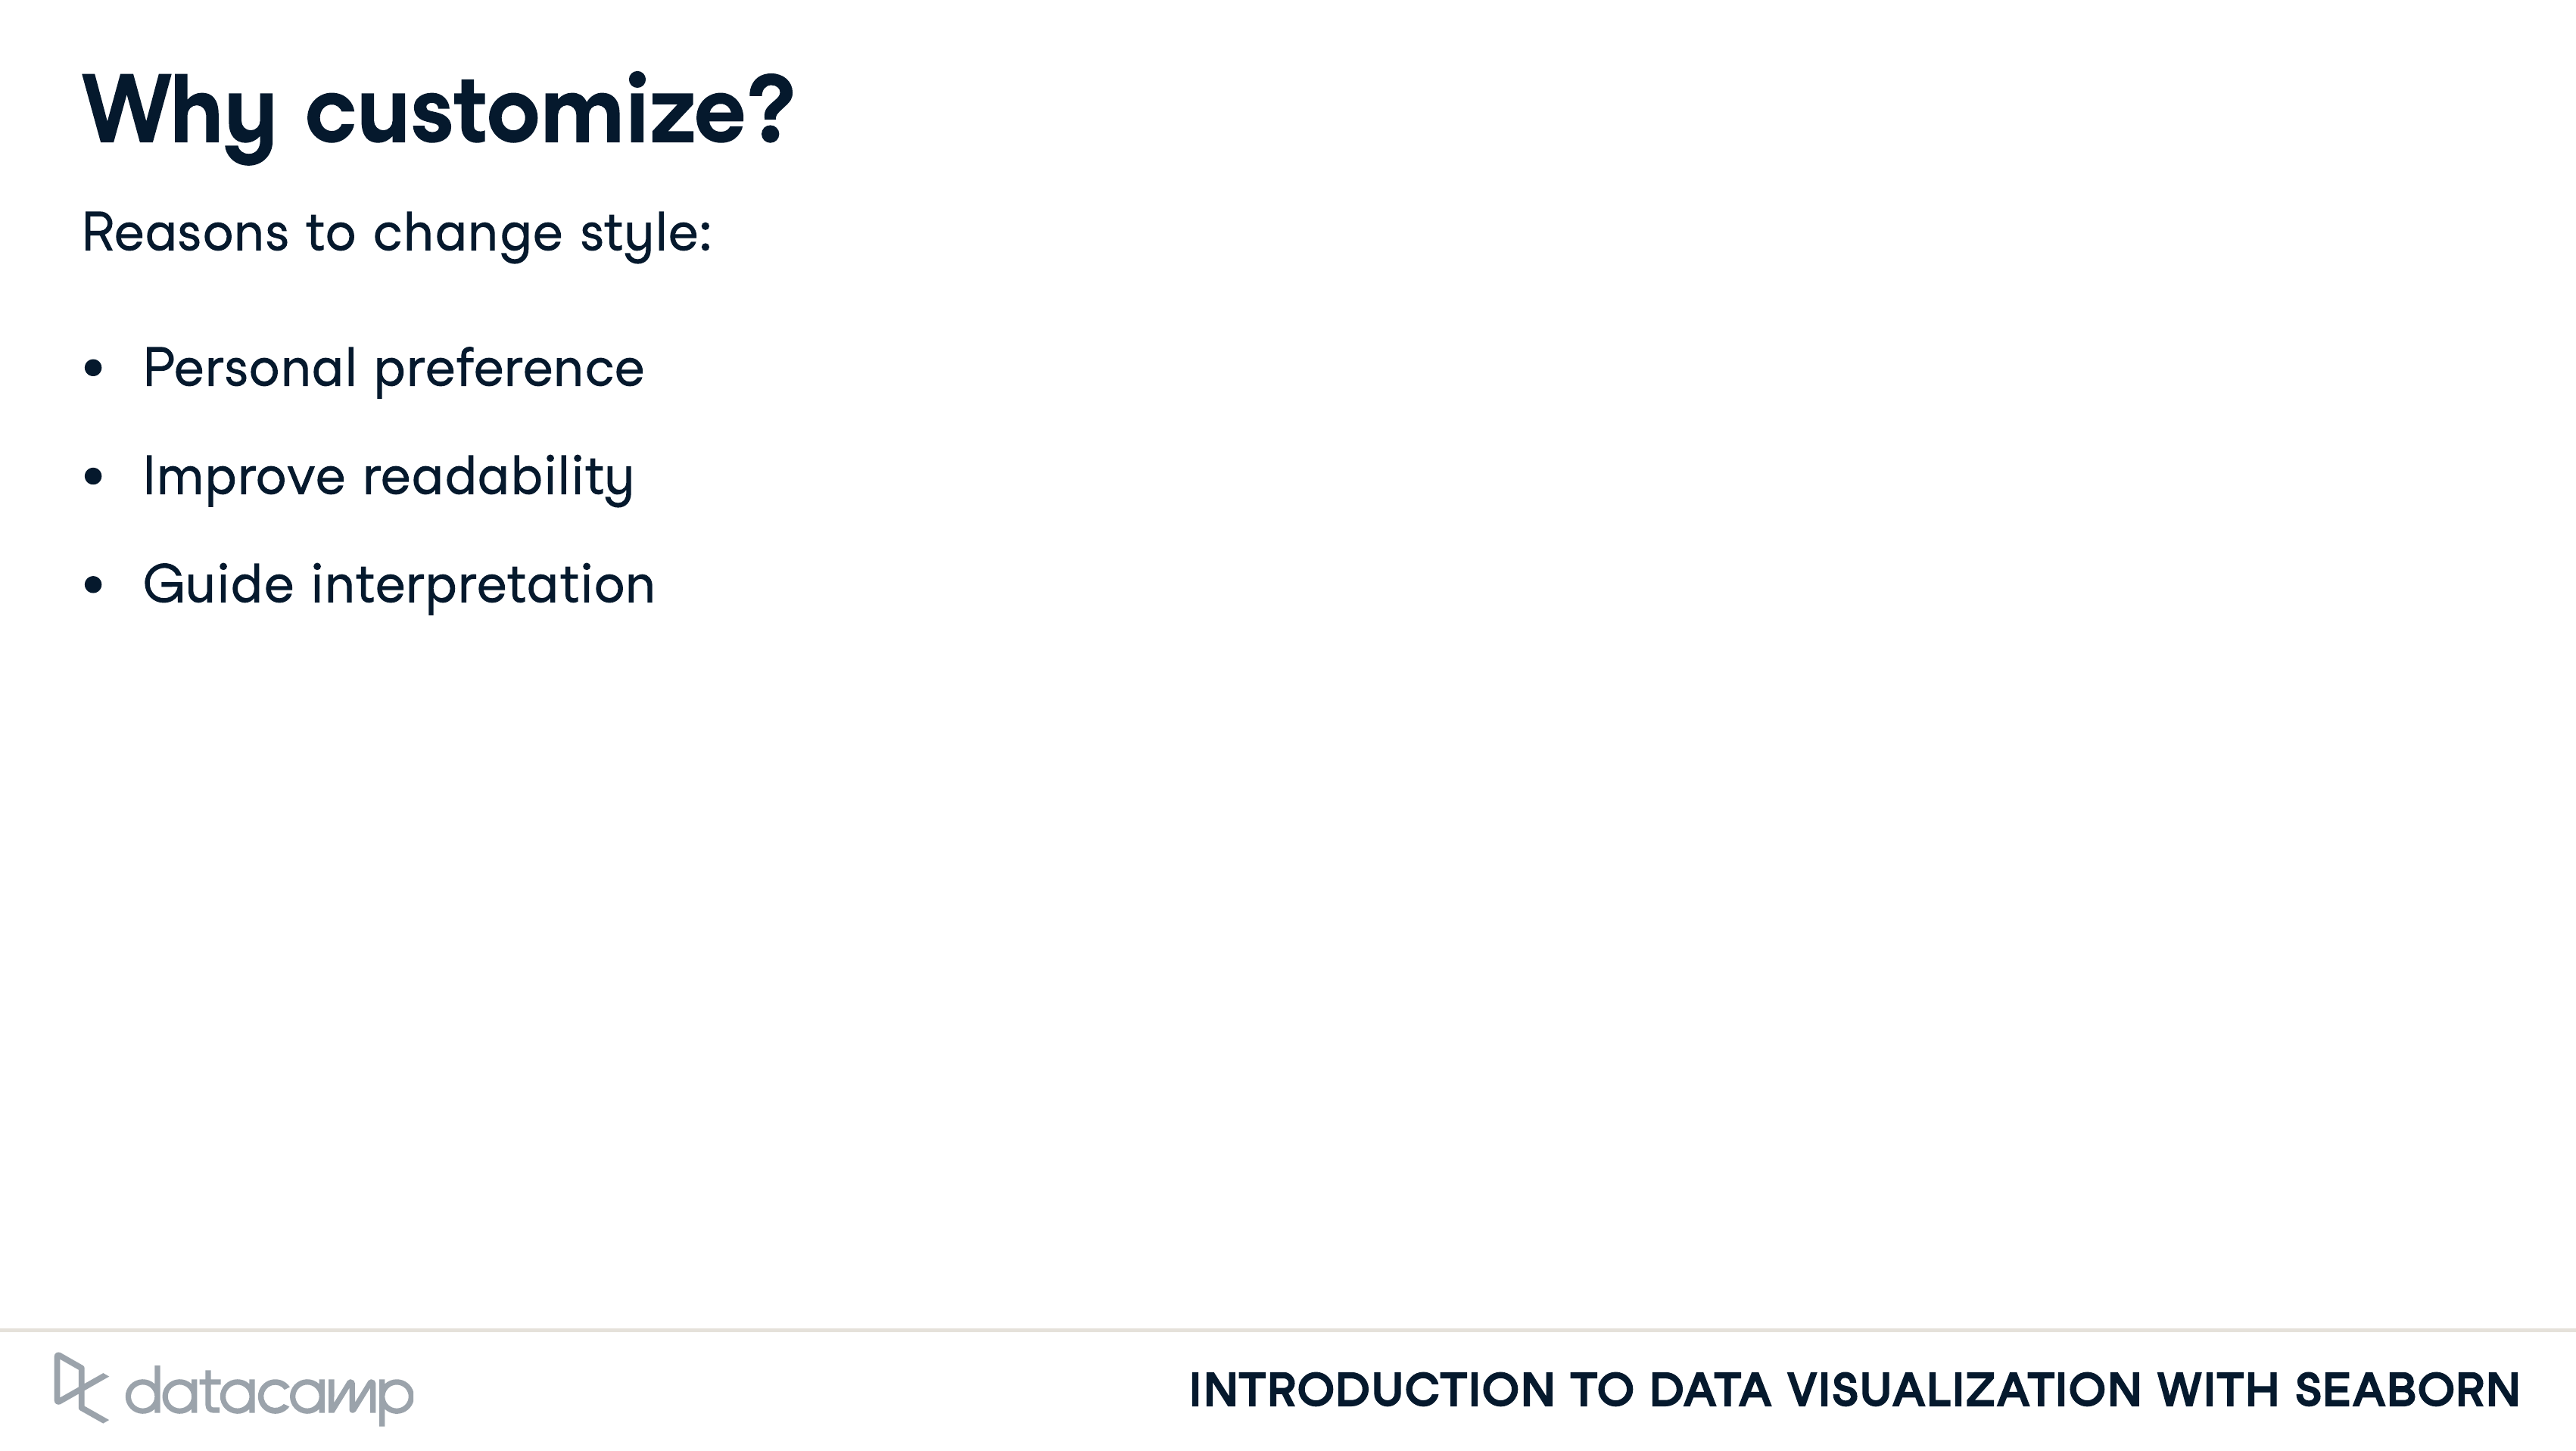 Why customize?
Reasons to change style:
• Personal preference
• Improve readability
• Guide interpretation
datacamp
INTRODUCTION TO DATA VISUALIZATION WITH SEABORN